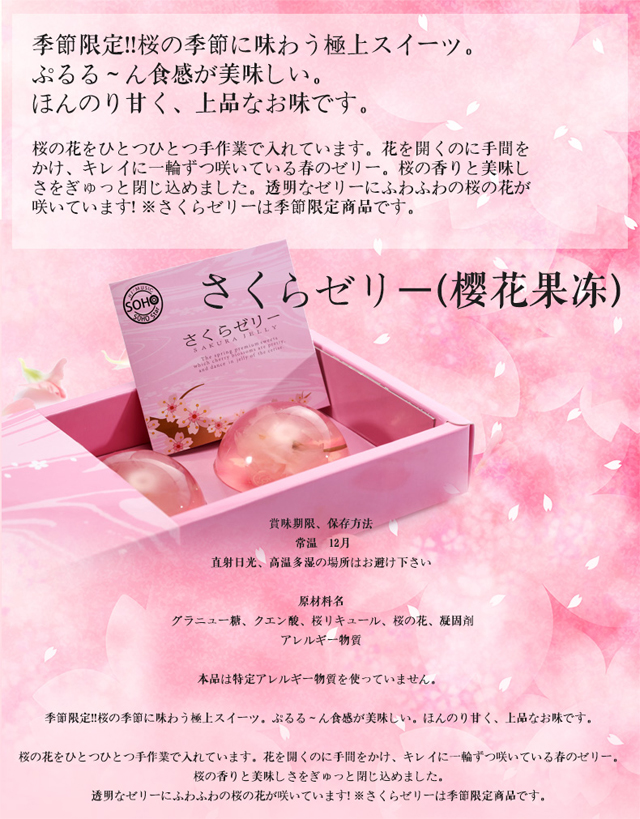 季節限定!!桜の季節に味わう極上スイーツ。
ぷるる~ん食感が美味しい。
ほんのり甘く、上品なお味です。
桜の花をひとつひとつ手作業で入れています。花を開くのに手間を
かけ、キレイに一輪ずつ咲いている春のゼリー。桜の香りと美味し
さをぎゅっと閉じ込めました。透明なゼリーにふわふわの桜の花が
咲いています! ※さくらゼリーは季節限定商品です。
さくらゼリー(樱花果冻)
SOHO
SOHO STAR
さくらゼリー
SAKURA JELLY
The spring premium sweets
which cherry blossoms are
and dance in jelly of the
賞味期限、保存方法
常温 12月
直射日光、高温多湿の場所はお避け下さい
原材料名
グラニュー糖、クエン酸、桜リキュール、桜の花、凝固剤
アレルギー物質
本品は特定アレルギー物質を使っていません。
季節限定!!桜の季節に味わう極上スイーツ。ぷるる~ん食感が美味しい。ほんのり甘く、上品なお味です。
桜の花をひとつひとつ手作業で入れています。花を開くのに手間をかけ、キレイに一輪ずつ咲いている春のゼリー。
桜の香りと美味しさをぎゅっと閉じ込めました。
透明なゼリーにふわふわの桜の花が咲いています! ※さくらゼリーは季節限定商品です。